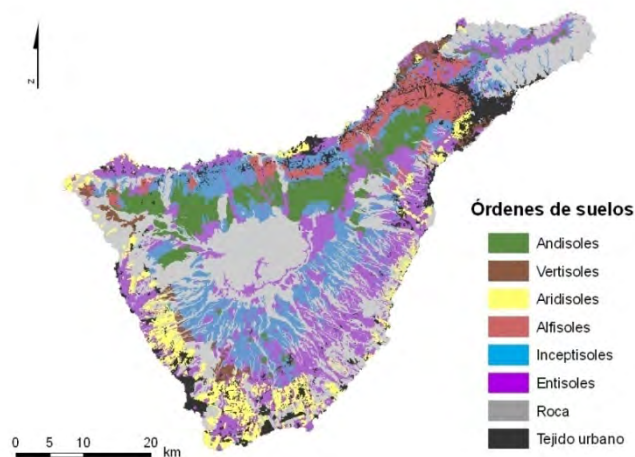 z
Órdenes de suelos
Andisoles
Vertisoles
Aridisoles
Alfisoles
Inceptisoles
Entisoles
Roca
Tejido urbano
0 5 10 20
km